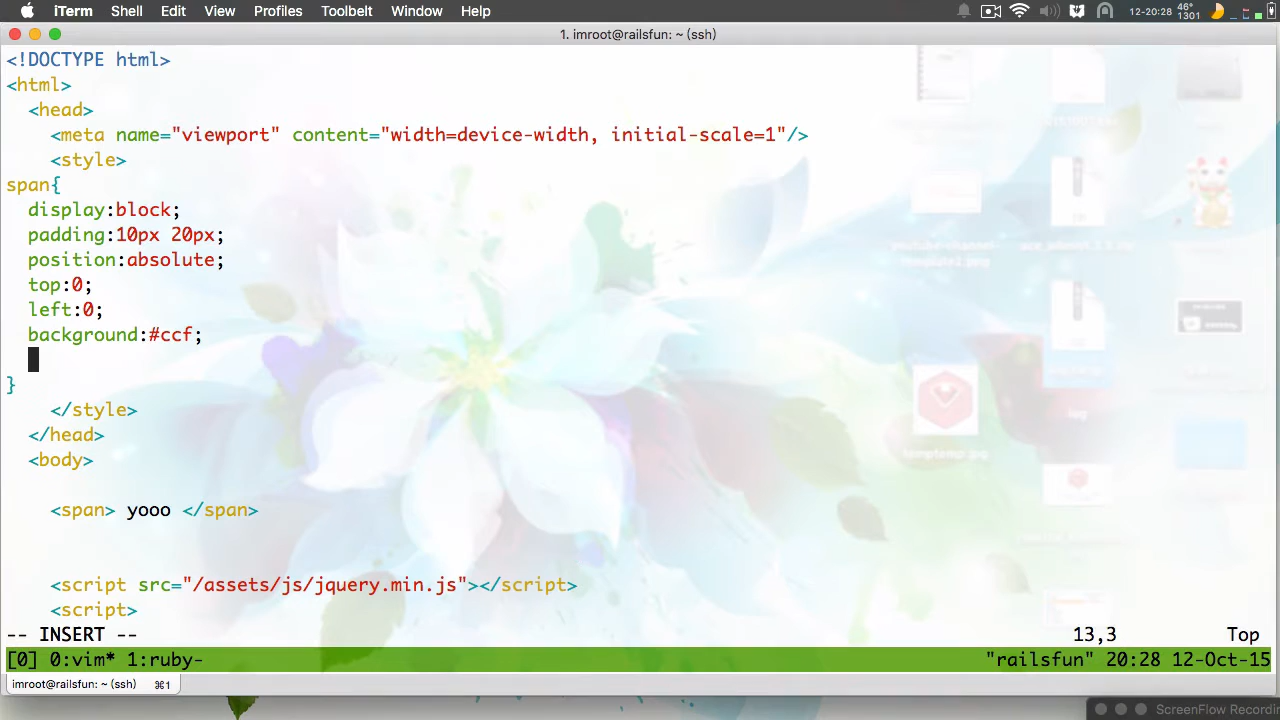 iTerm Shell Edit View Profiles Toolbelt Window Help 12-20:28 46° 1301
1. imroot@railsfun: ~ (ssh)
<!DOCTYPE html>
<html>
<head>
<meta name="viewport" content="width=device-width, initial-scale=1"/>
<style>
span{
display:block;
padding:10px 20px;
position:absolute;
top:0;
left:0;
background:#ccf;
}
</style>
</head>
<body>
<span> yooo </span>
<script src="/assets/js/jquery.min.js"></script>
<script>
-- INSERT -- 13,3 Top
[0] 0:vim* 1:ruby- "railsfun" 20:28 12-Oct-15
imroot@railsfun: ~ (ssh) ⌘1
ScreenFlow Recordin